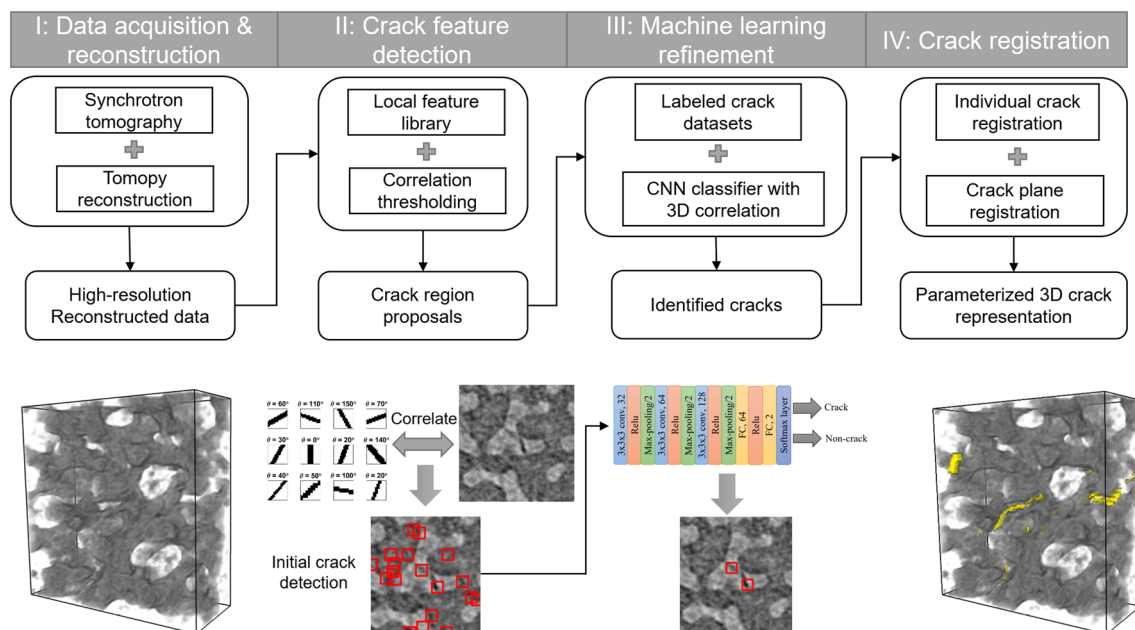 I: Data acquisition &
reconstruction
II: Crack feature
detection
III: Machine learning
refinement
IV: Crack registration
Synchrotron
tomography
Tomopy
reconstruction
Local feature
library
Correlation
thresholding
Labeled crack
datasets
CNN classifier with
3D correlation
Individual crack
registration
Crack plane
registration
High-resolution
Reconstructed data
Crack region
proposals
Identified cracks
Parameterized 3D crack
representation
θ = 60° θ = 110° θ = 150° θ = 70°
θ = 30° θ = 0° θ = 20° θ = 140°
θ = 40° θ = 50° θ = 100° θ = 20°
Correlate
Initial crack
detection
3x3x3 conv, 32
Relu
Max-pooling/2
3x3x3 conv, 64
Relu
Max-pooling/2
3x3x3 conv, 128
Relu
Max-pooling/2
FC, 64
Relu
FC, 2
Softmax layer
Crack
Non-crack